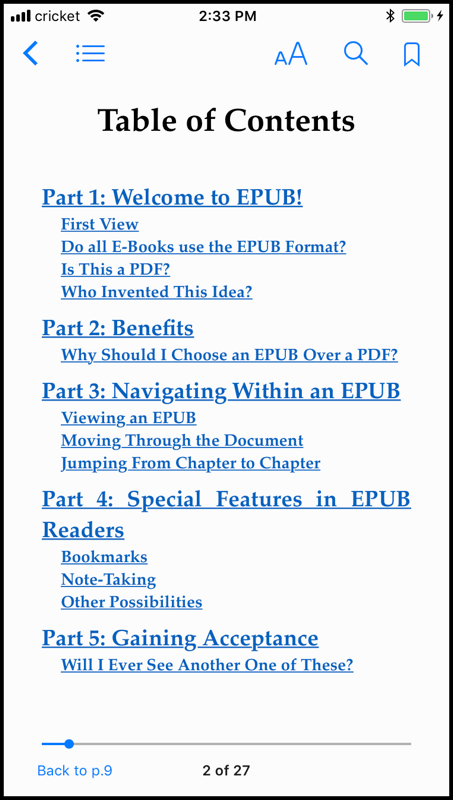 cricket 2:33 PM
AA
Table of Contents
Part 1: Welcome to EPUB!
First View
Do all E-Books use the EPUB Format?
Is This a PDF?
Who Invented This Idea?
Part 2: Benefits
Why Should I Choose an EPUB Over a PDF?
Part 3: Navigating Within an EPUB
Viewing an EPUB
Moving Through the Document
Jumping From Chapter to Chapter
Part 4: Special Features in EPUB
Readers
Bookmarks
Note-Taking
Other Possibilities
Part 5: Gaining Acceptance
Will I Ever See Another One of These?
Back to p.9 2 of 27